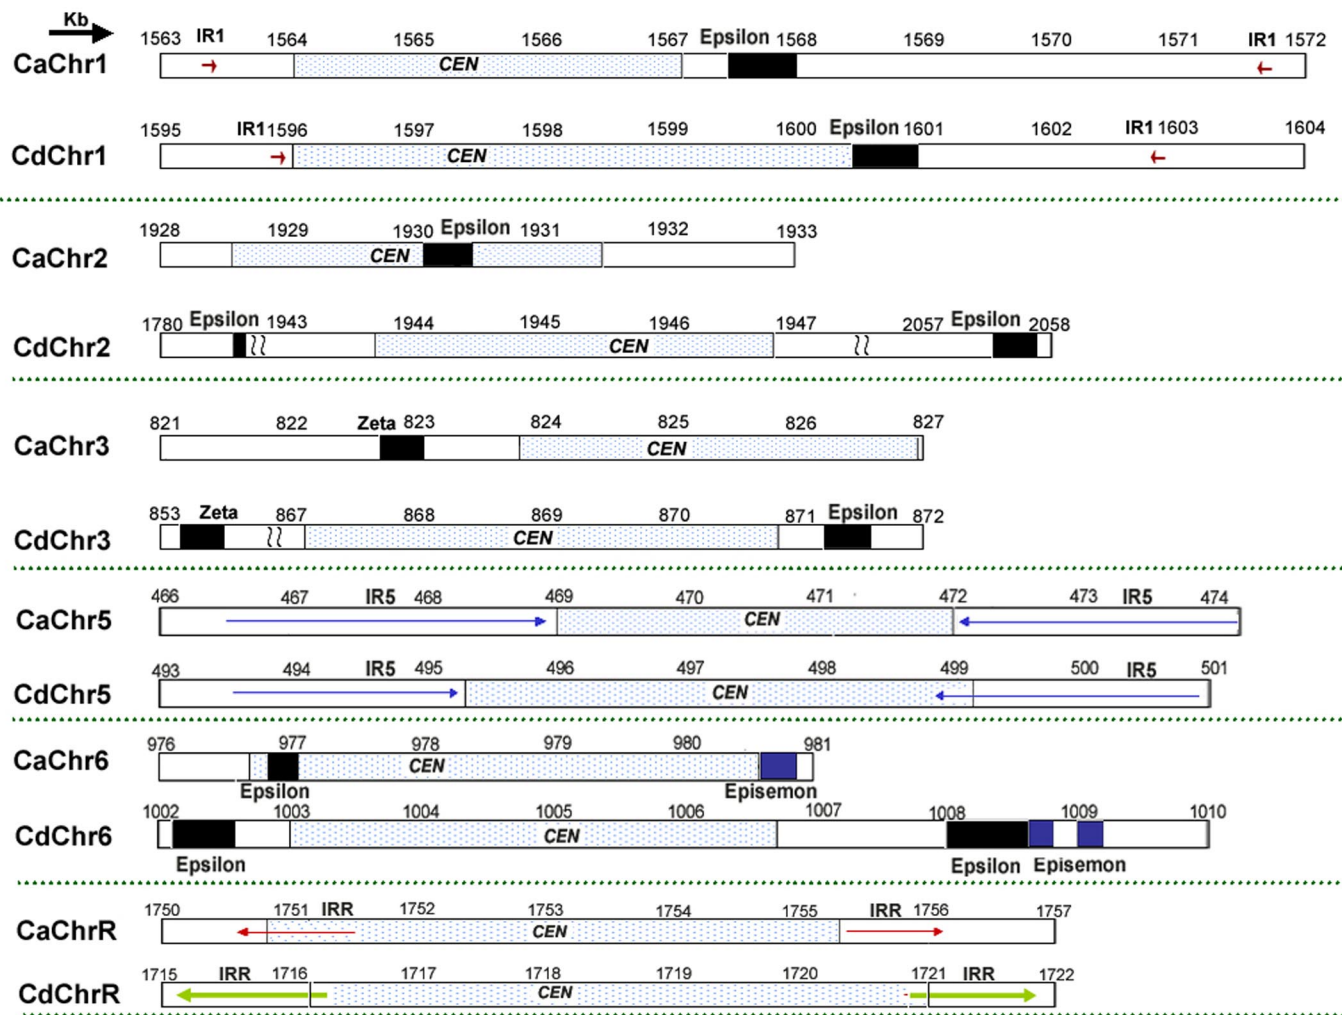 Kb
1563 IR1 1564 1565 1566 1567 Epsilon 1568 1569 1570 1571 IR1 1572
CaChr1 CEN
1595 IR1 1596 1597 1598 1599 1600 Epsilon 1601 1602 IR1 1603 1604
CdChr1 CEN
1928 1929 1930 Epsilon 1931 1932 1933
CaChr2 CEN
1780 Epsilon 1943 1944 1945 1946 1947 2057 Epsilon 2058
CdChr2 CEN
821 822 Zeta 823 824 825 826 827
CaChr3 CEN
853 Zeta 867 868 869 870 871 Epsilon 872
CdChr3 CEN
466 467 IR5 468 469 470 471 472 473 IR5 474
CaChr5 CEN
493 494 IR5 495 496 497 498 499 500 IR5 501
CdChr5 CEN
976 977 978 979 980 981
CaChr6 CEN
Epsilon Episemon
1002 1003 1004 1005 1006 1007 1008 1009 1010
CdChr6 CEN
Epsilon Epsilon Episemon
1750 1751 IRR 1752 1753 1754 1755 IRR 1756 1757
CaChrR CEN
1715 IRR 1716 1717 1718 1719 1720 1721 IRR 1722
CdChrR CEN